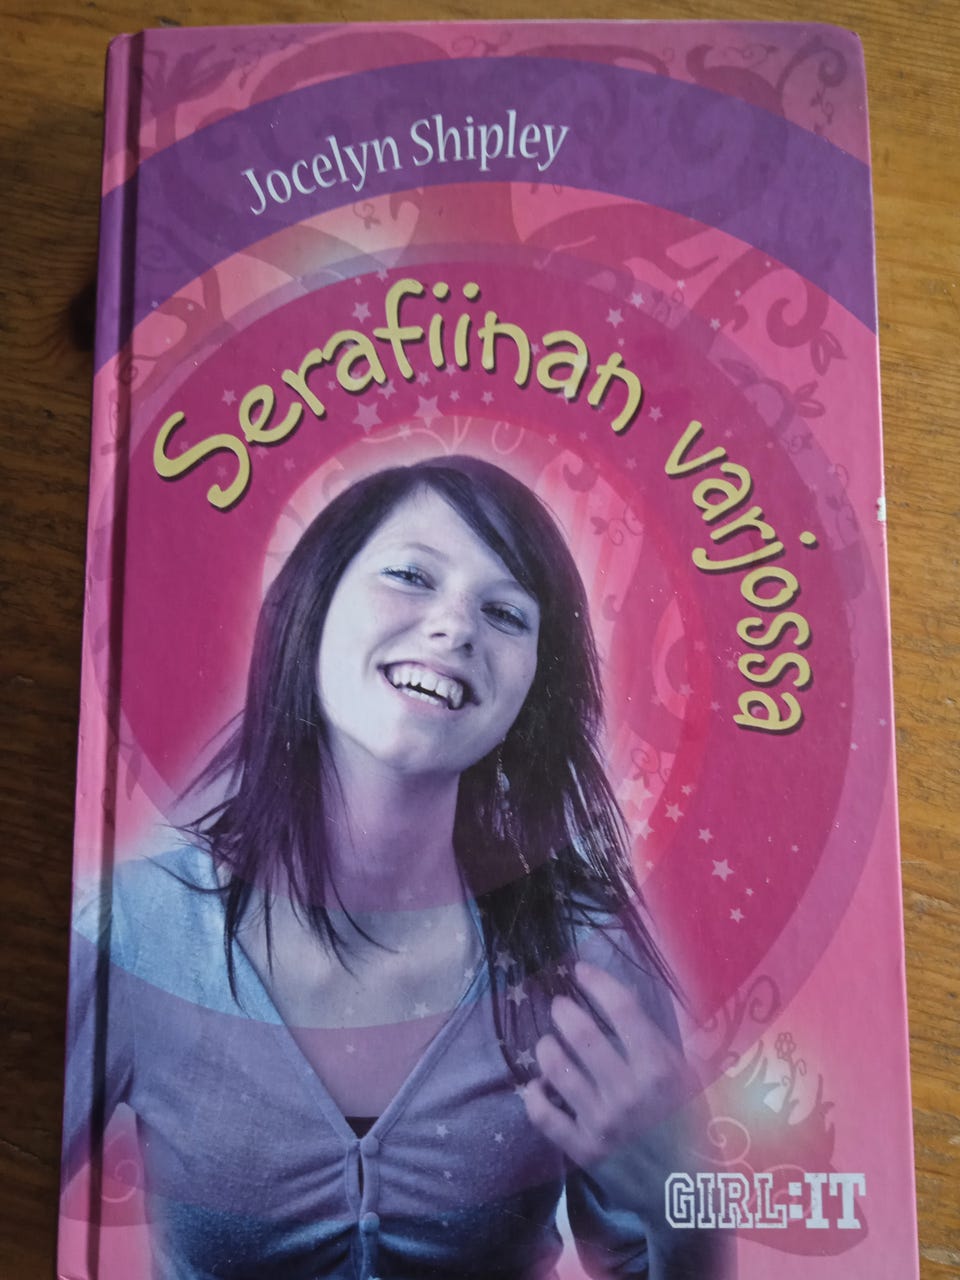 Jocelyn Shipley
Serafiinan varjossa
GIRL:IT